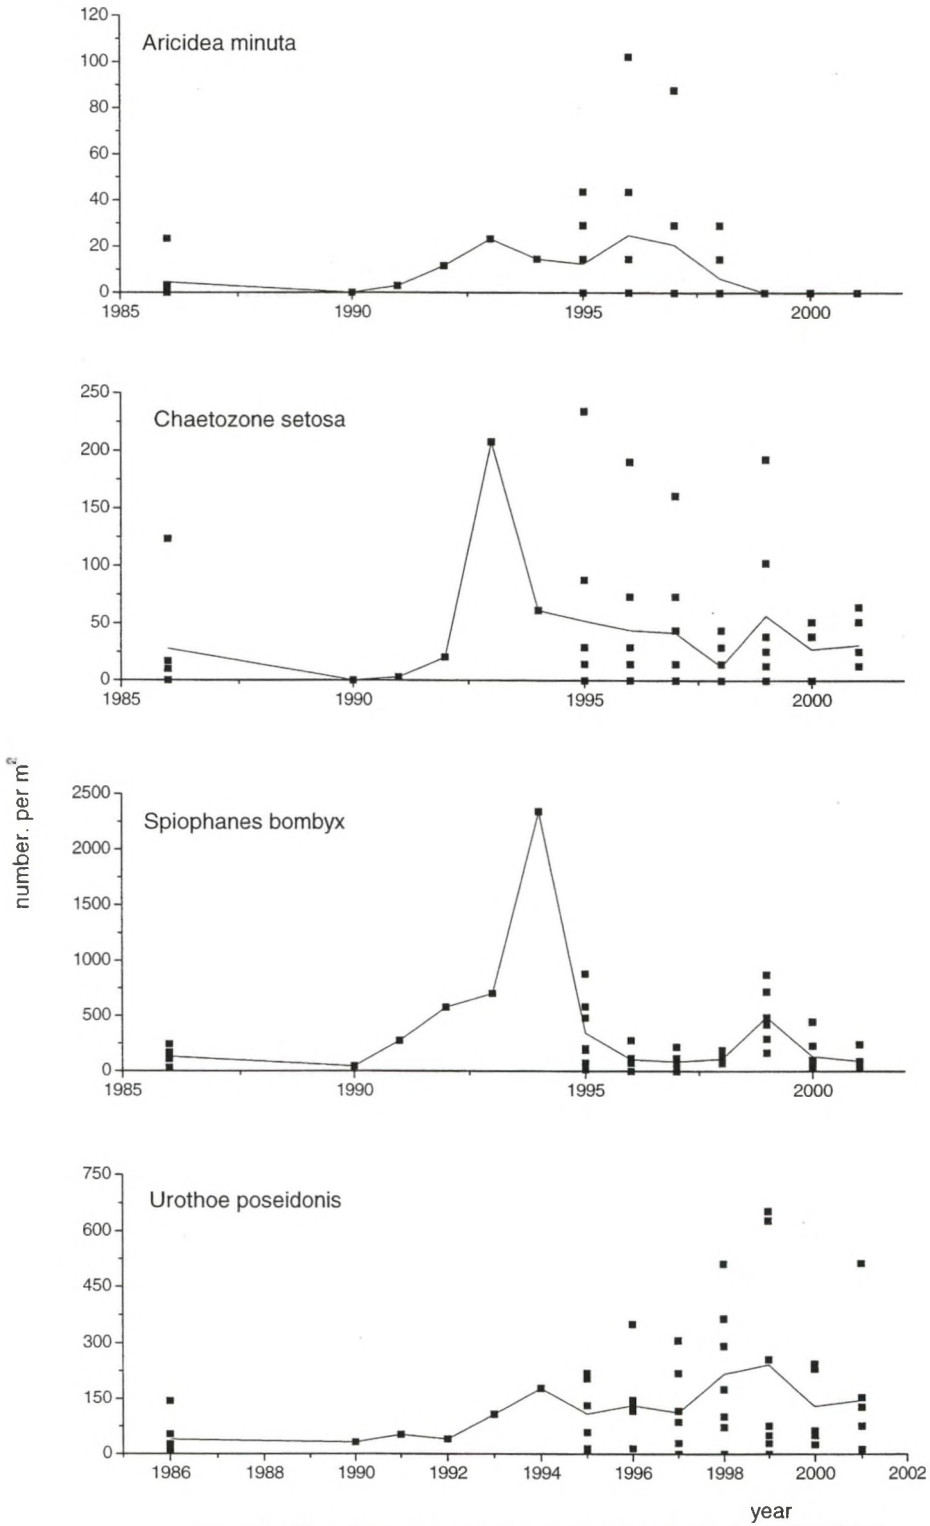 Aricidea minuta
120
100
80
60
40
20
0
1985 1990 1995 2000
Chaetozone setosa
250
200
150
100
50
0
1985 1990 1995 2000
number. per m²
Spiophanes bombyx
2500
2000
1500
1000
500
0
1985 1990 1995 2000
Urothoe poseidonis
750
600
450
300
150
0
1986 1988 1990 1992 1994 1996 1998 2000 2002
year